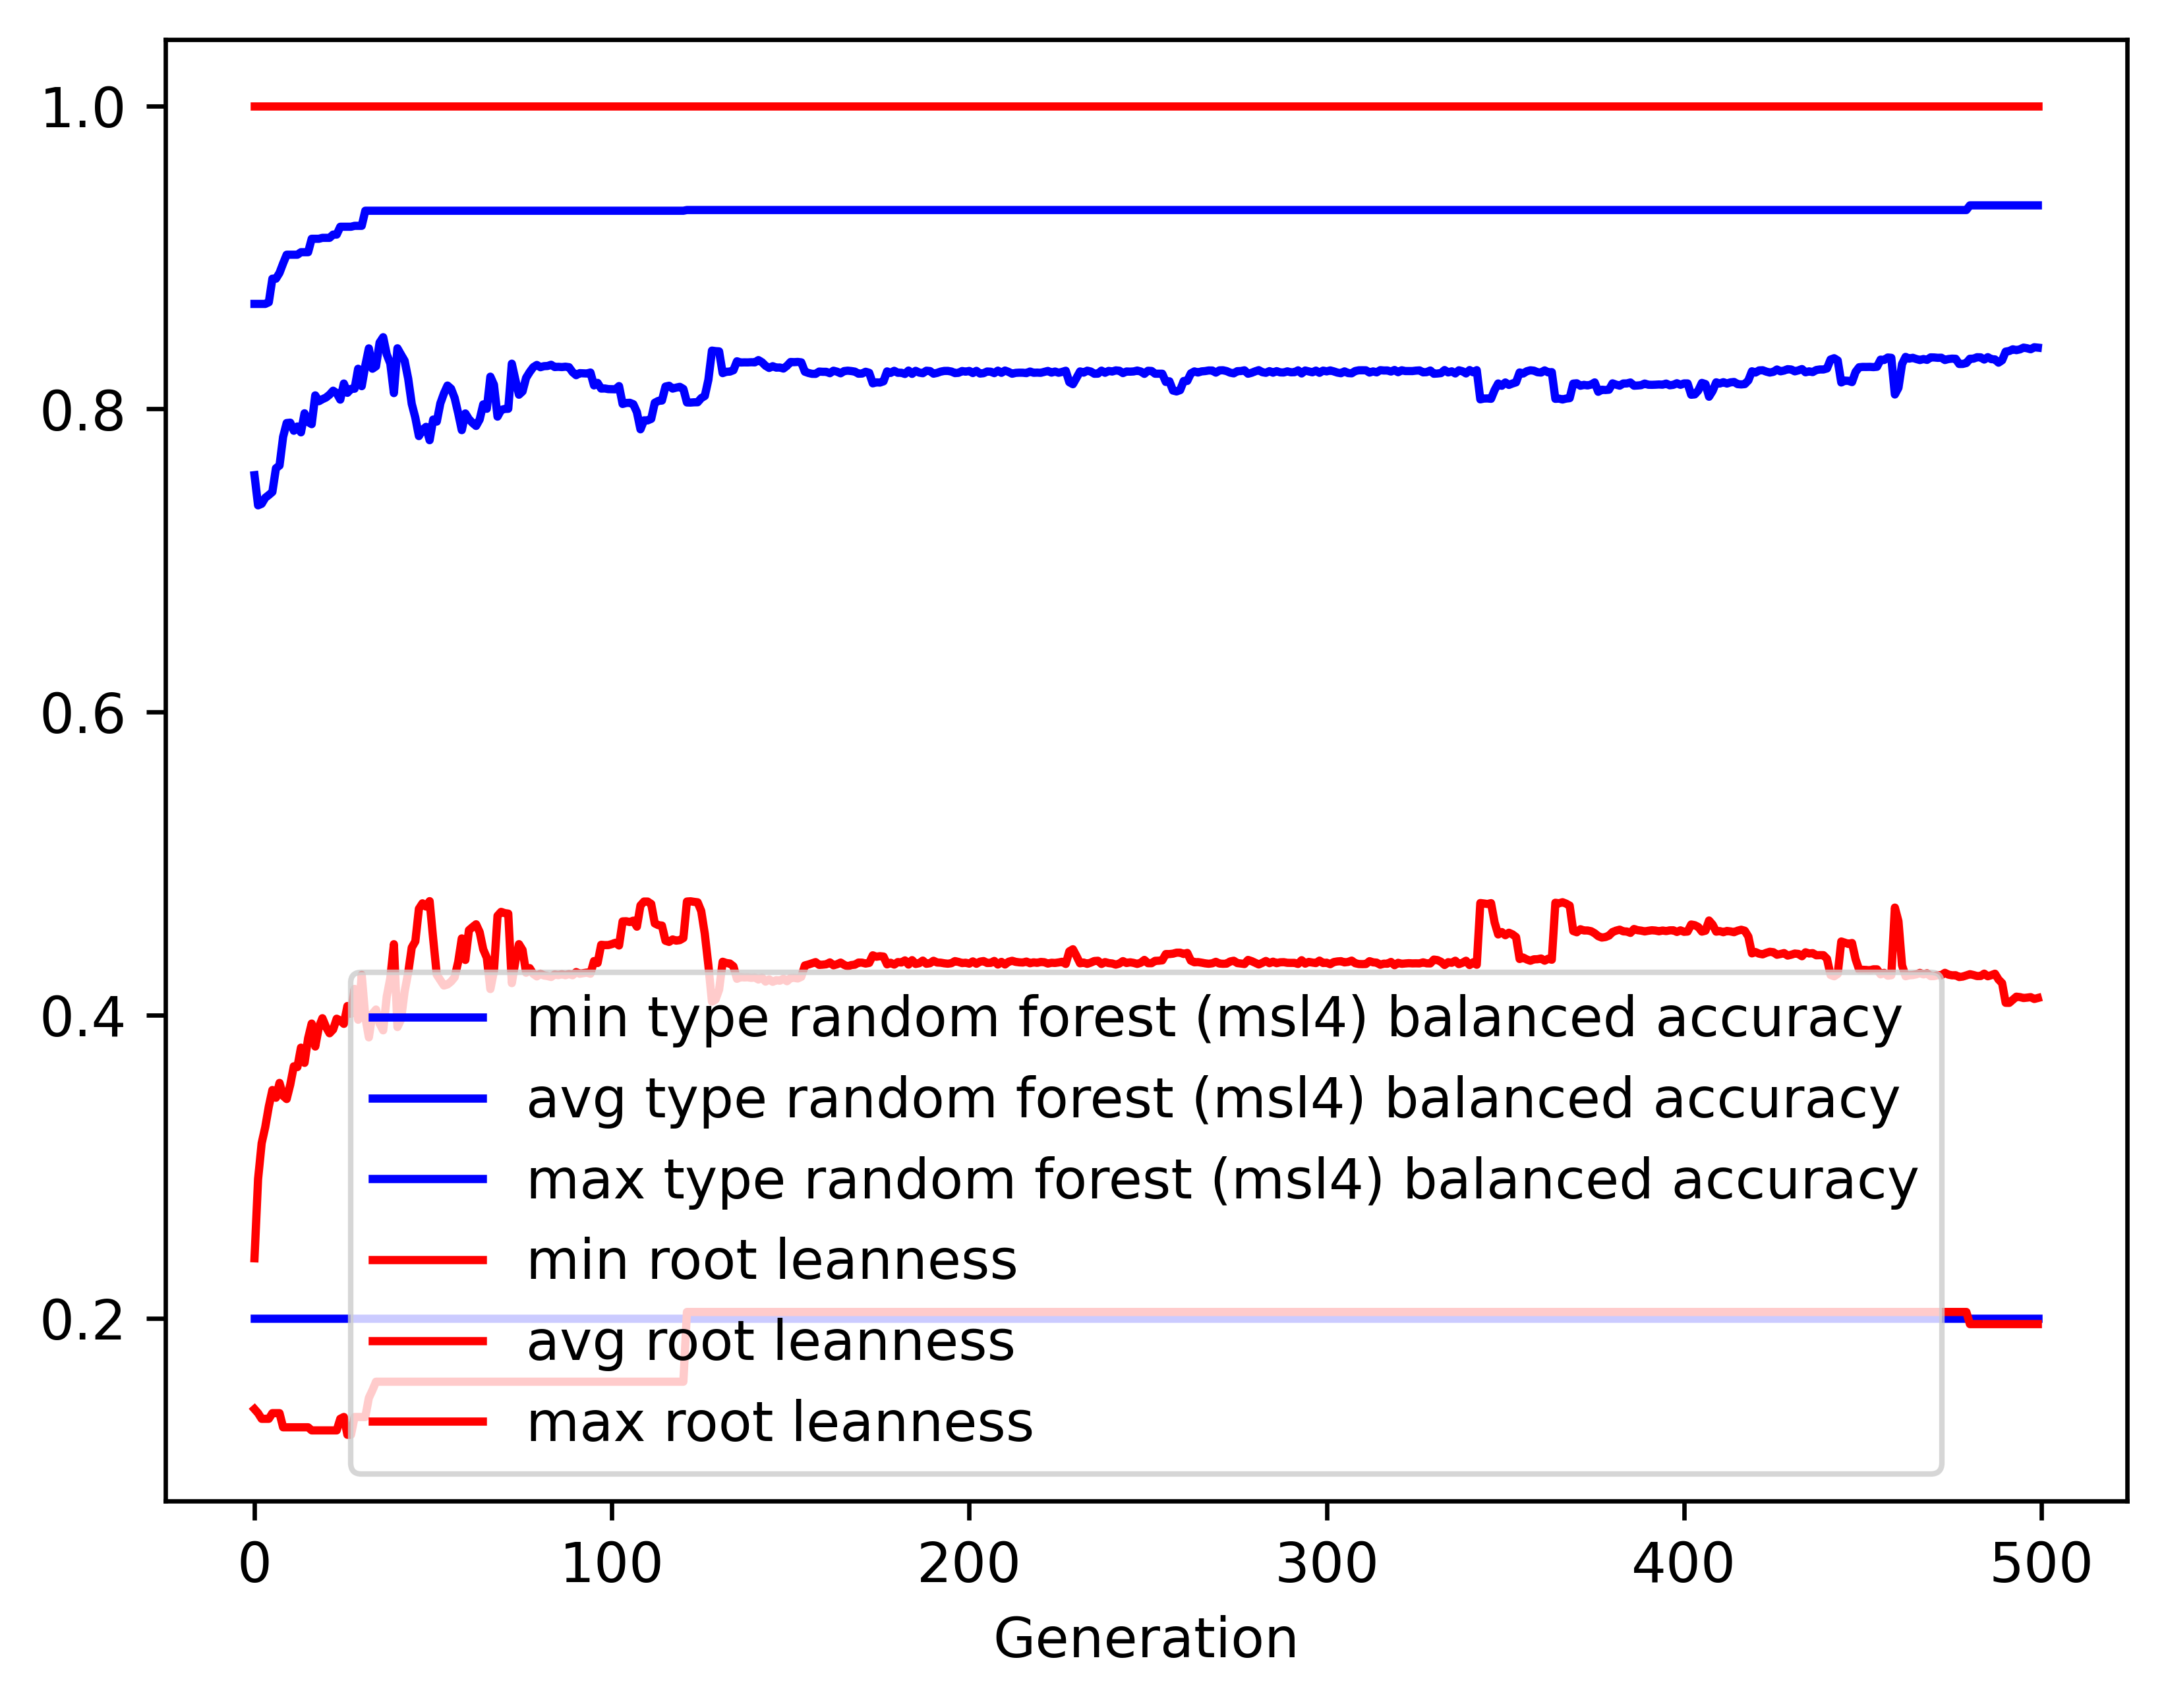 1.0
0.8
0.6
0.4
0.2
min type random forest (msl4) balanced accuracy
avg type random forest (msl4) balanced accuracy
max type random forest (msl4) balanced accuracy
min root leanness
avg root leanness
max root leanness
0 100 200 300 400 500
Generation